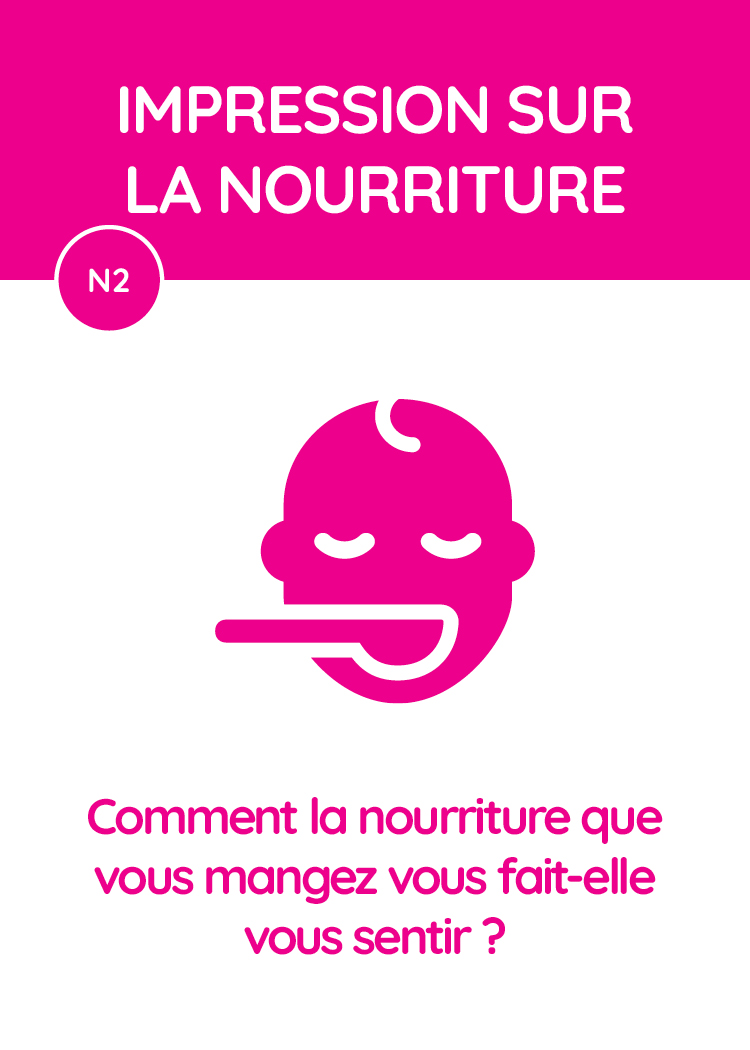 IMPRESSION SUR
LA NOURRITURE
N2
Comment la nourriture que
vous mangez vous fait-elle
vous sentir ?